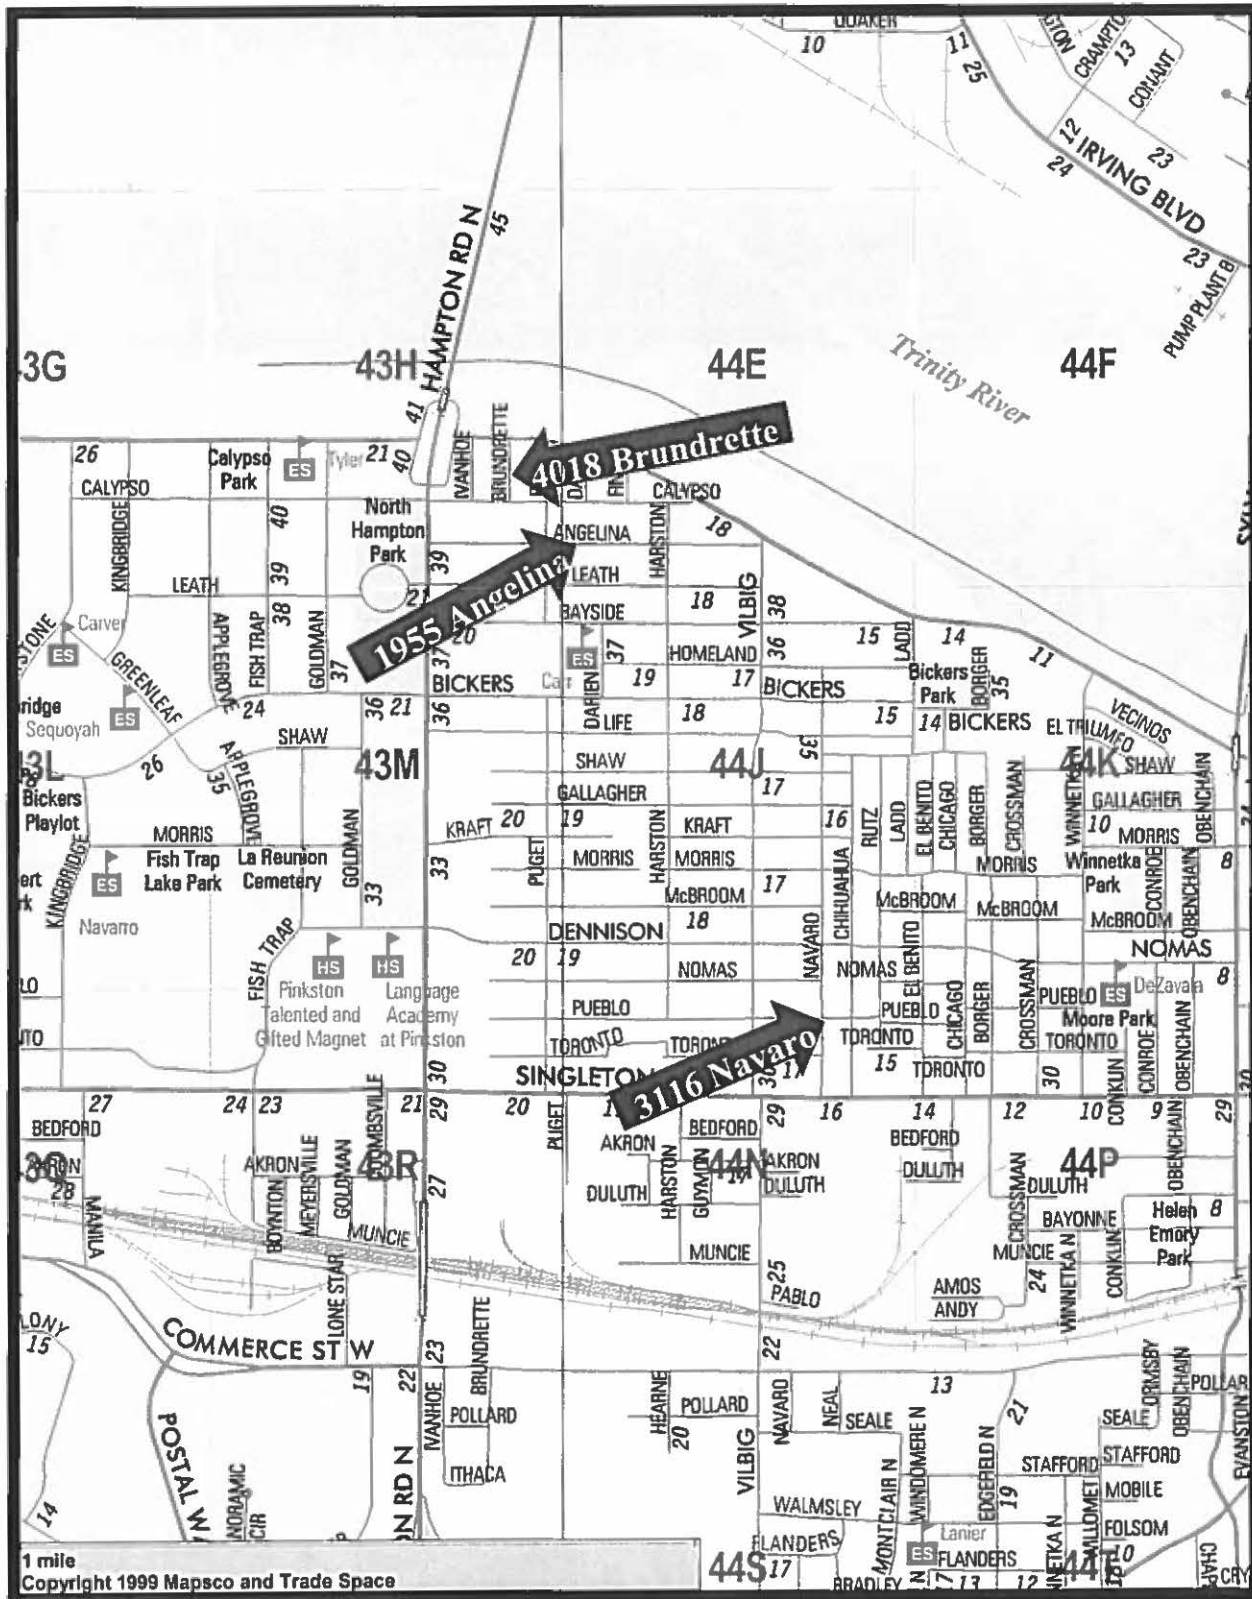 QUAKER
10
11
25
CRAMPTO
13
CONANT
12
IRVING BLVD
24
23
23
PUMP PLANT B
HAMPTON RD N
45
43H
44E
44F
Trinity River
41
40
IVANHOE
BRUNDRETTE
4018 Brundrette
26
Calypso
Park
ES
Tyler
21
CALYPSO
CALYPSO
KINGBRIDGE
40
North
Hampton
Park
ANGELINA
18
HARSTON
39
39
LEATH
LEATH
1955 Angelina
21
BAYSIDE
18
VILBIG
38
38
Carver
ES
APPLEGROVE
FISH TRAP
GOLDMAN
37
37
20
ES
Carr
37
HOMELAND
36
15
LADD
14
11
GREENLEAF
BICKERS
19
17
BICKERS
Bickers
Park
BORGER
35
Sequoyah
ES
24
36
21
36
DARIEN
LIFE
18
15
14
BICKERS
EL TRIUMFO
VECINOS
SHAW
43M
SHAW
44J
35
44K
SHAW
26
35
APPLEGROVE
GALLAGHER
17
GALLAGHER
Bickers
Playlot
MORRIS
KRAFT
20
19
KRAFT
16
RUTZ
LADD
EL BENITO
CHICAGO
BORGER
CROSSMAN
WINNETKA
10
MORRIS
OBENCHAIN
Fish Trap
Lake Park
La Reunion
Cemetery
GOLDMAN
33
PUGET
MORRIS
HARSTON
MORRIS
MORRIS
Winnetka
Park
CONROE
OBENCHAIN
8
KINGBRIDGE
ES
Navarro
33
McBROOM
17
CHIHUAHUA
McBROOM
McBROOM
McBROOM
FISH TRAP
DENNISON
18
NAVARO
EL BENITO
NOMAS
HS
HS
20
19
NOMAS
NOMAS
CROSSMAN
PUEBLO
ES
DeZavala
8
Pinkston
Talented and
Gifted Magnet
Language
Academy
at Pinkston
PUEBLO
PUEBLO
CHICAGO
BORGER
Moore Park
TORONTO
3116 Navaro
TORONTO
TORONTO
CONROE
OBENCHAIN
30
SINGLETON
17
15
TORONTO
30
CONKLIN
30
27
24
23
21
29
20
PUGET
29
16
14
12
10
9
29
BEDFORD
MEYERSVILLE
GOLDMAN
AKRON
BEDFORD
BEDFORD
OBENCHAIN
AKRON
43R
44N
AKRON
44P
28
27
DULUTH
HARSTON
GUYMON
DULUTH
DULUTH
DULUTH
MANILA
BOYNTON
MUNCIE
CROSSMAN
BAYONNE
Helen
Emory
Park
8
LONE STAR
MUNCIE
MUNCIE
24
WINNETKA N
CONKLIN
25
PABLO
AMOS
ANDY
15
COMMERCE ST W
23
BRUNDRETTE
22
19
22
IVANHOE
POLLARD
HEARNE
POLLARD
20
NAVARO
NEAL
SEALE
13
21
ORMSBY
OBENCHAIN
SEALE
EVANSTON
POSTAL W
ITHACA
VILBIG
MONTCLAIR N
WINDOMERE N
EDGEFIELD N
19
STAFFORD
STAFFORD
WALMSLEY
WILLOMET
MOBILE
14
FLANDERS
Lanier
ES
FLANDERS
FOLSOM
10
44S
17
BRADLEY
13
12
44T
1 mile
Copyright 1999 Mapsco and Trade Space